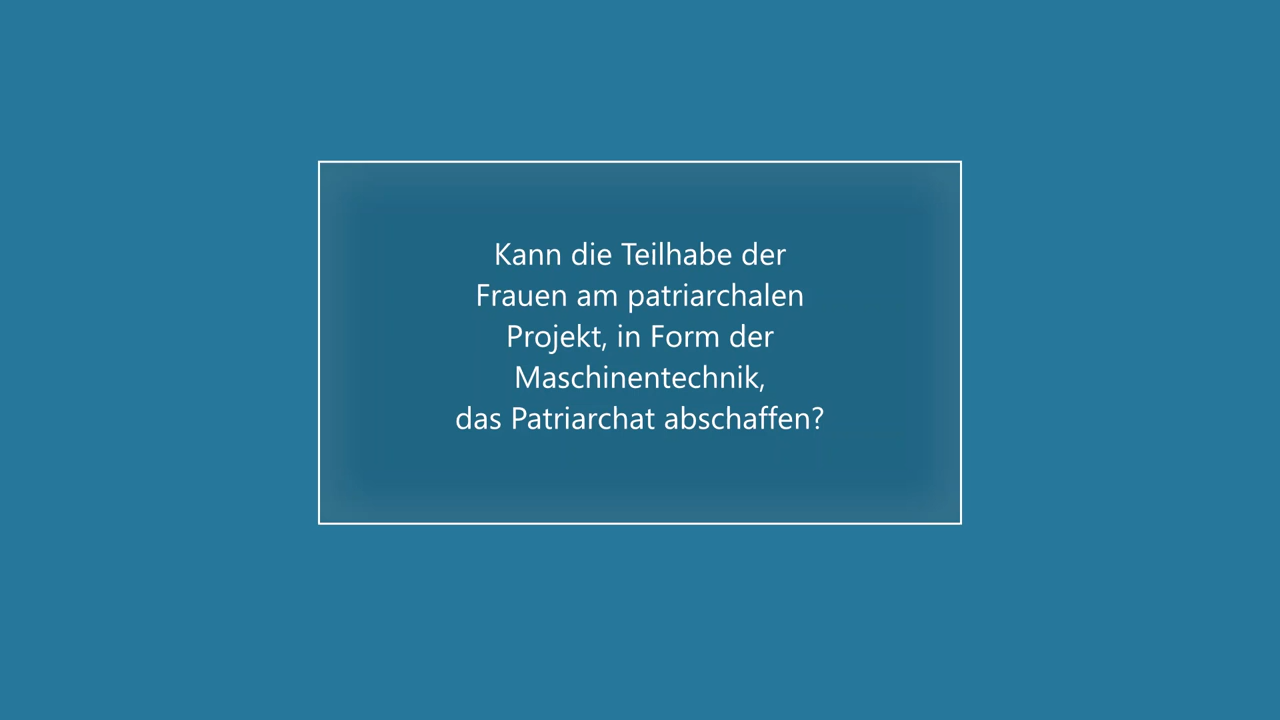 Kann die Teilhabe der
Frauen am patriarchalen
Projekt, in Form der
Maschinentechnik,
das Patriarchat abschaffen?